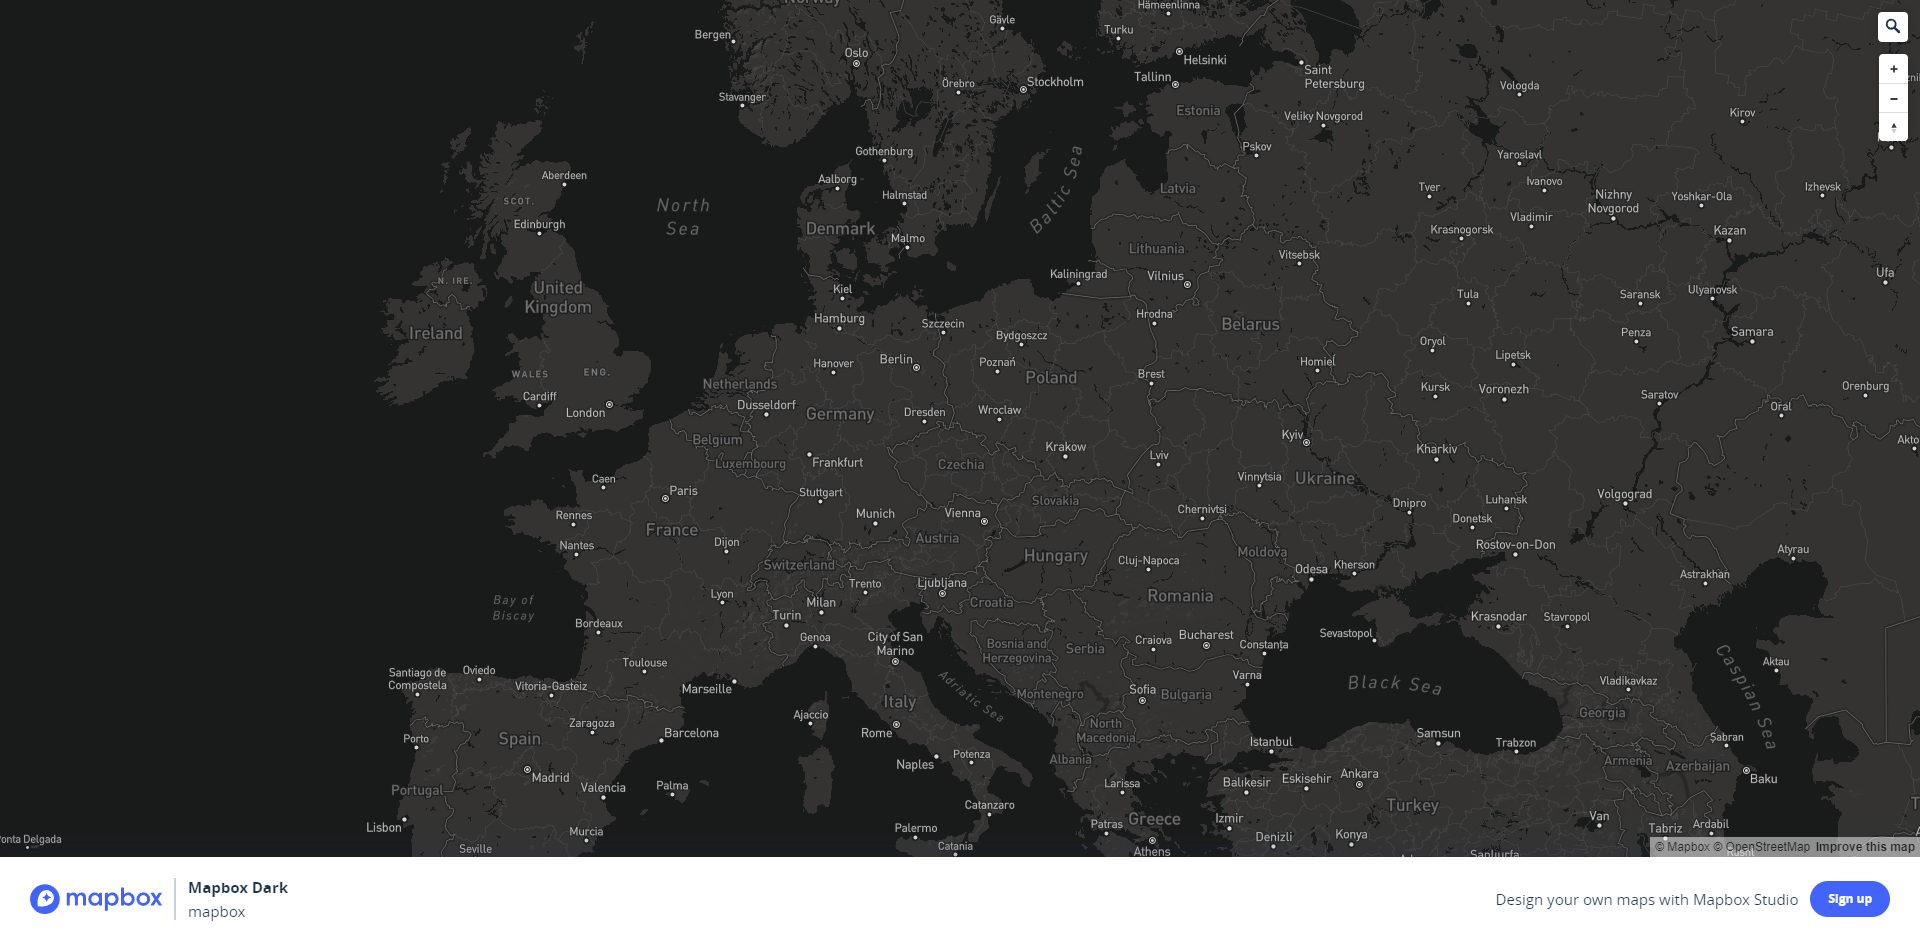 Norway
Hämeenlinna
Gävle
Turku
Bergen
Oslo
Helsinki
Saint
Petersburg
Tallinn
Örebro
Stockholm
Vologda
Stavanger
Estonia
Veliky Novgorod
Kirov
Gothenburg
Pskov
Yaroslavl
Aberdeen
Aalborg
Baltic Sea
Ivanovo
Latvia
Tver
Izhevsk
SCOT.
North
Sea
Halmstad
Nizhny
Novgorod
Yoshkar-Ola
Edinburgh
Denmark
Malmo
Vladimir
Krasnogorsk
Kazan
Lithuania
Vitsebsk
Kaliningrad
Vilnius
Ufa
N. IRE.
United
Kingdom
Kiel
Tula
Saransk
Ulyanovsk
Hamburg
Szczecin
Hrodna
Belarus
Ireland
Bydgoszcz
Penza
Samara
Oryol
Hanover
Berlin
Poznań
Homieĺ
Lipetsk
WALES
ENG.
Poland
Brest
Netherlands
Kursk
Voronezh
Orenburg
Cardiff
London
Dusseldorf
Germany
Dresden
Wroclaw
Saratov
Oral
Belgium
Krakow
Kyiv
Kharkiv
Akto
Luxembourg
Frankfurt
Czechia
Lviv
Caen
Paris
Stuttgart
Slovakia
Vinnytsia
Ukraine
Volgograd
Rennes
France
Munich
Vienna
Chernivtsi
Dnipro
Luhansk
Donetsk
Nantes
Dijon
Austria
Hungary
Moldova
Rostov-on-Don
Atyrau
Switzerland
Cluj-Napoca
Odesa
Kherson
Astrakhan
Trento
Ljubljana
Bay of
Biscay
Lyon
Milan
Croatia
Romania
Turin
Krasnodar
Stavropol
Bordeaux
Genoa
City of San
Marino
Bosnia and
Herzegovina
Serbia
Craiova
Bucharest
Constanța
Sevastopol
Caspian Sea
Santiago de
Compostela
Oviedo
Toulouse
Aktau
Vitoria-Gasteiz
Marseille
Adriatic Sea
Montenegro
Sofia
Bulgaria
Varna
Black Sea
Vladikavkaz
Ajaccio
Italy
Zaragoza
Georgia
Porto
Spain
Barcelona
Rome
North
Macedonia
Istanbul
Samsun
Trabzon
Şabran
Madrid
Naples
Potenza
Albania
Armenia
Azerbaijan
Baku
Portugal
Valencia
Palma
Larissa
Balıkesir
Eskisehir
Ankara
Catanzaro
Turkey
Lisbon
Murcia
Palermo
Patras
Greece
Izmir
Denizli
Konya
Van
Tabriz
Ardabil
Ponta Delgada
Seville
Catania
Athens
Şanlıurfa
Rasht
© Mapbox © OpenStreetMap Improve this map
mapbox
Mapbox Dark
mapbox
Design your own maps with Mapbox Studio
Sign up